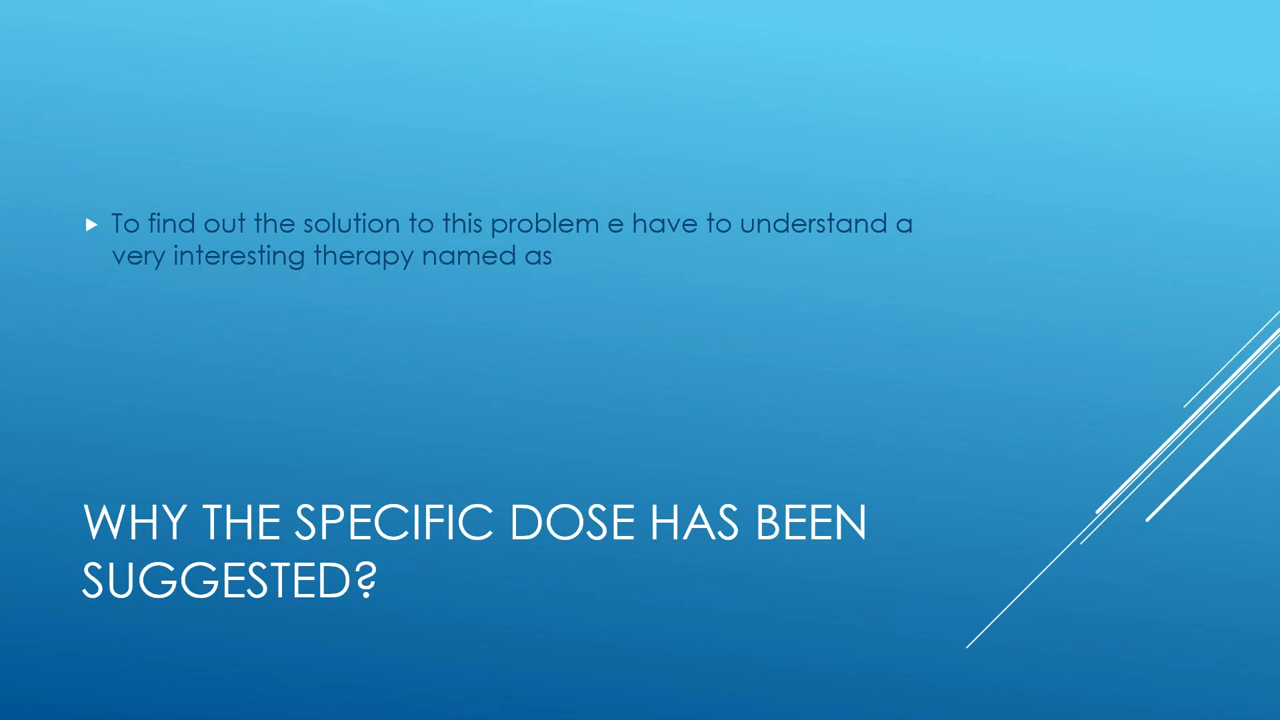 To find out the solution to this problem e have to understand a
very interesting therapy named as
WHY THE SPECIFIC DOSE HAS BEEN
SUGGESTED?